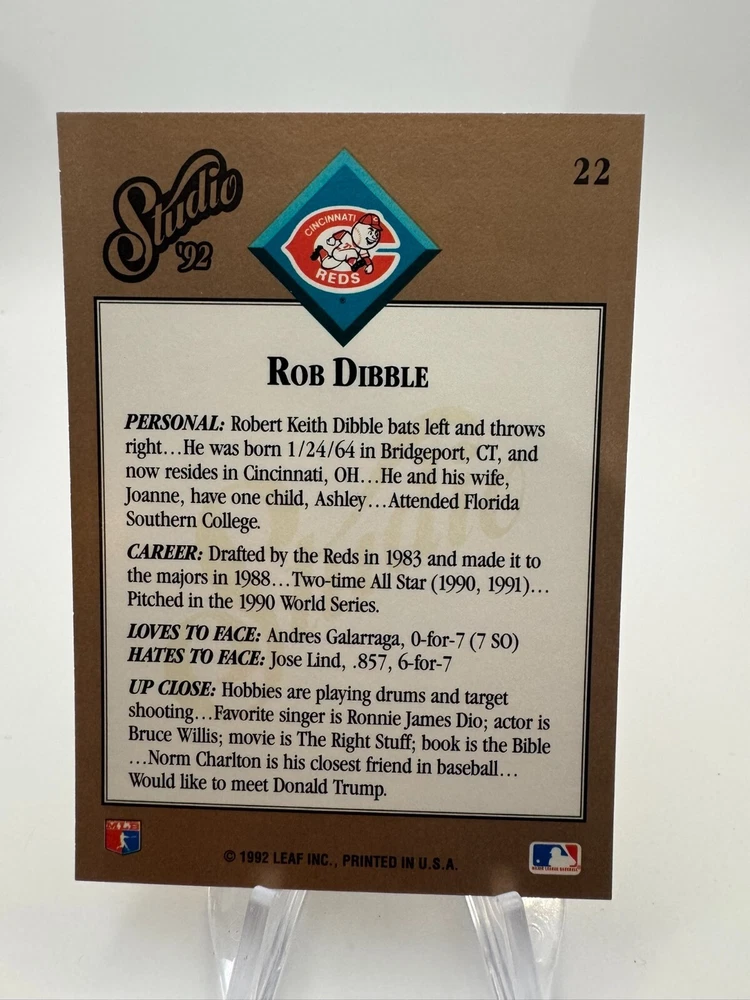 Studio
'92
22
CINCINNATI
REDS
ROB DIBBLE
PERSONAL: Robert Keith Dibble bats left and throws
right...He was born 1/24/64 in Bridgeport, CT, and
now resides in Cincinnati, OH...He and his wife,
Joanne, have one child, Ashley...Attended Florida
Southern College.
CAREER: Drafted by the Reds in 1983 and made it to
the majors in 1988...Two-time All Star (1990, 1991)...
Pitched in the 1990 World Series.
LOVES TO FACE: Andres Galarraga, 0-for-7 (7 SO)
HATES TO FACE: Jose Lind, .857, 6-for-7
UP CLOSE: Hobbies are playing drums and target
shooting...Favorite singer is Ronnie James Dio; actor is
Bruce Willis; movie is The Right Stuff; book is the Bible
...Norm Charlton is his closest friend in baseball...
Would like to meet Donald Trump.
© 1992 LEAF INC., PRINTED IN U.S.A.
MAJOR LEAGUE BASEBALL